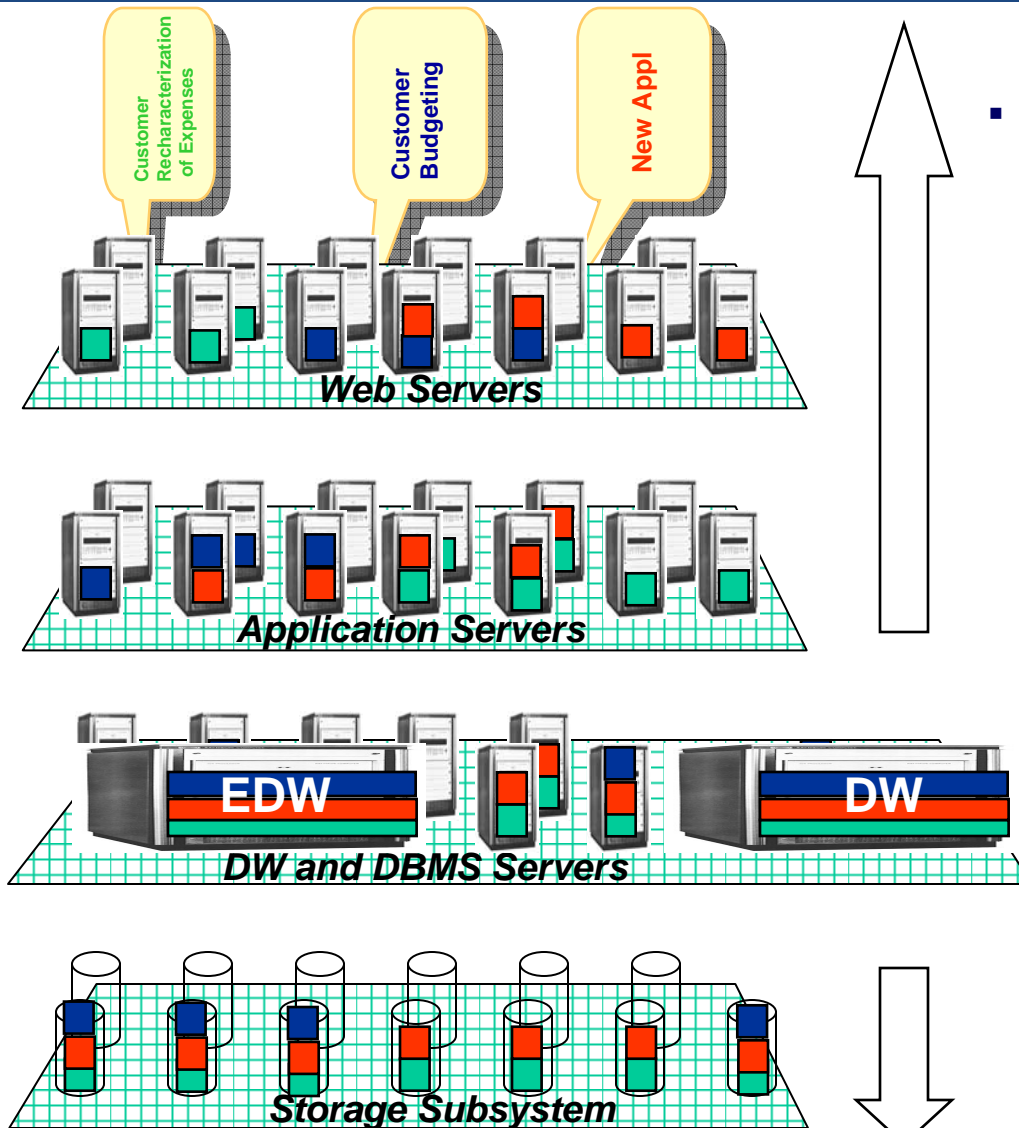 Customer
Recharacterization
of Expenses
Customer
Budgeting
New Appl
Web Servers
Application Servers
EDW
DW
DW and DBMS Servers
Storage Subsystem